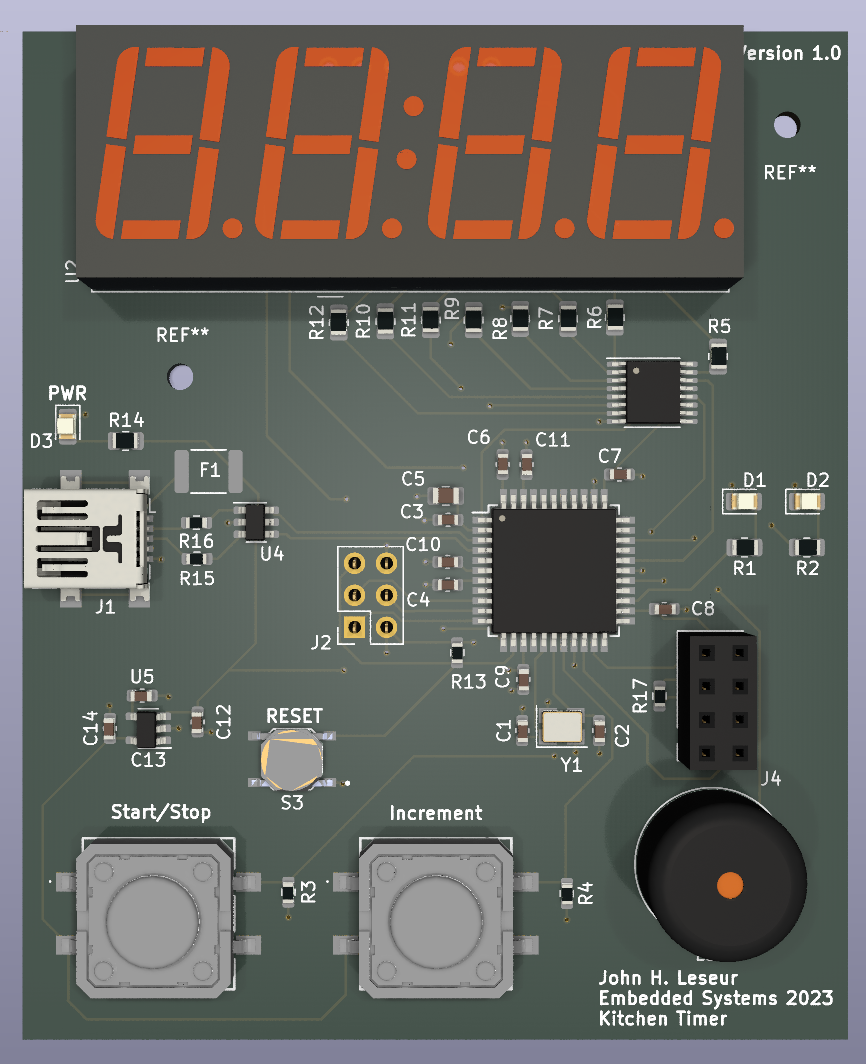 Version 1.0
REF**
U2
R12
R10
R11
R9
R8
R7
R6
R5
REF**
PWR
D3
R14
F1
C6
C11
C7
C5
C3
D1
D2
R16
U4
C10
R1
R2
R15
J1
C4
C8
J2
R13
C9
R17
U5
C14
C12
RESET
C1
C2
C13
Y1
J4
S3
Start/Stop
Increment
R3
R4
John H. Leseur
Embedded Systems 2023
Kitchen Timer